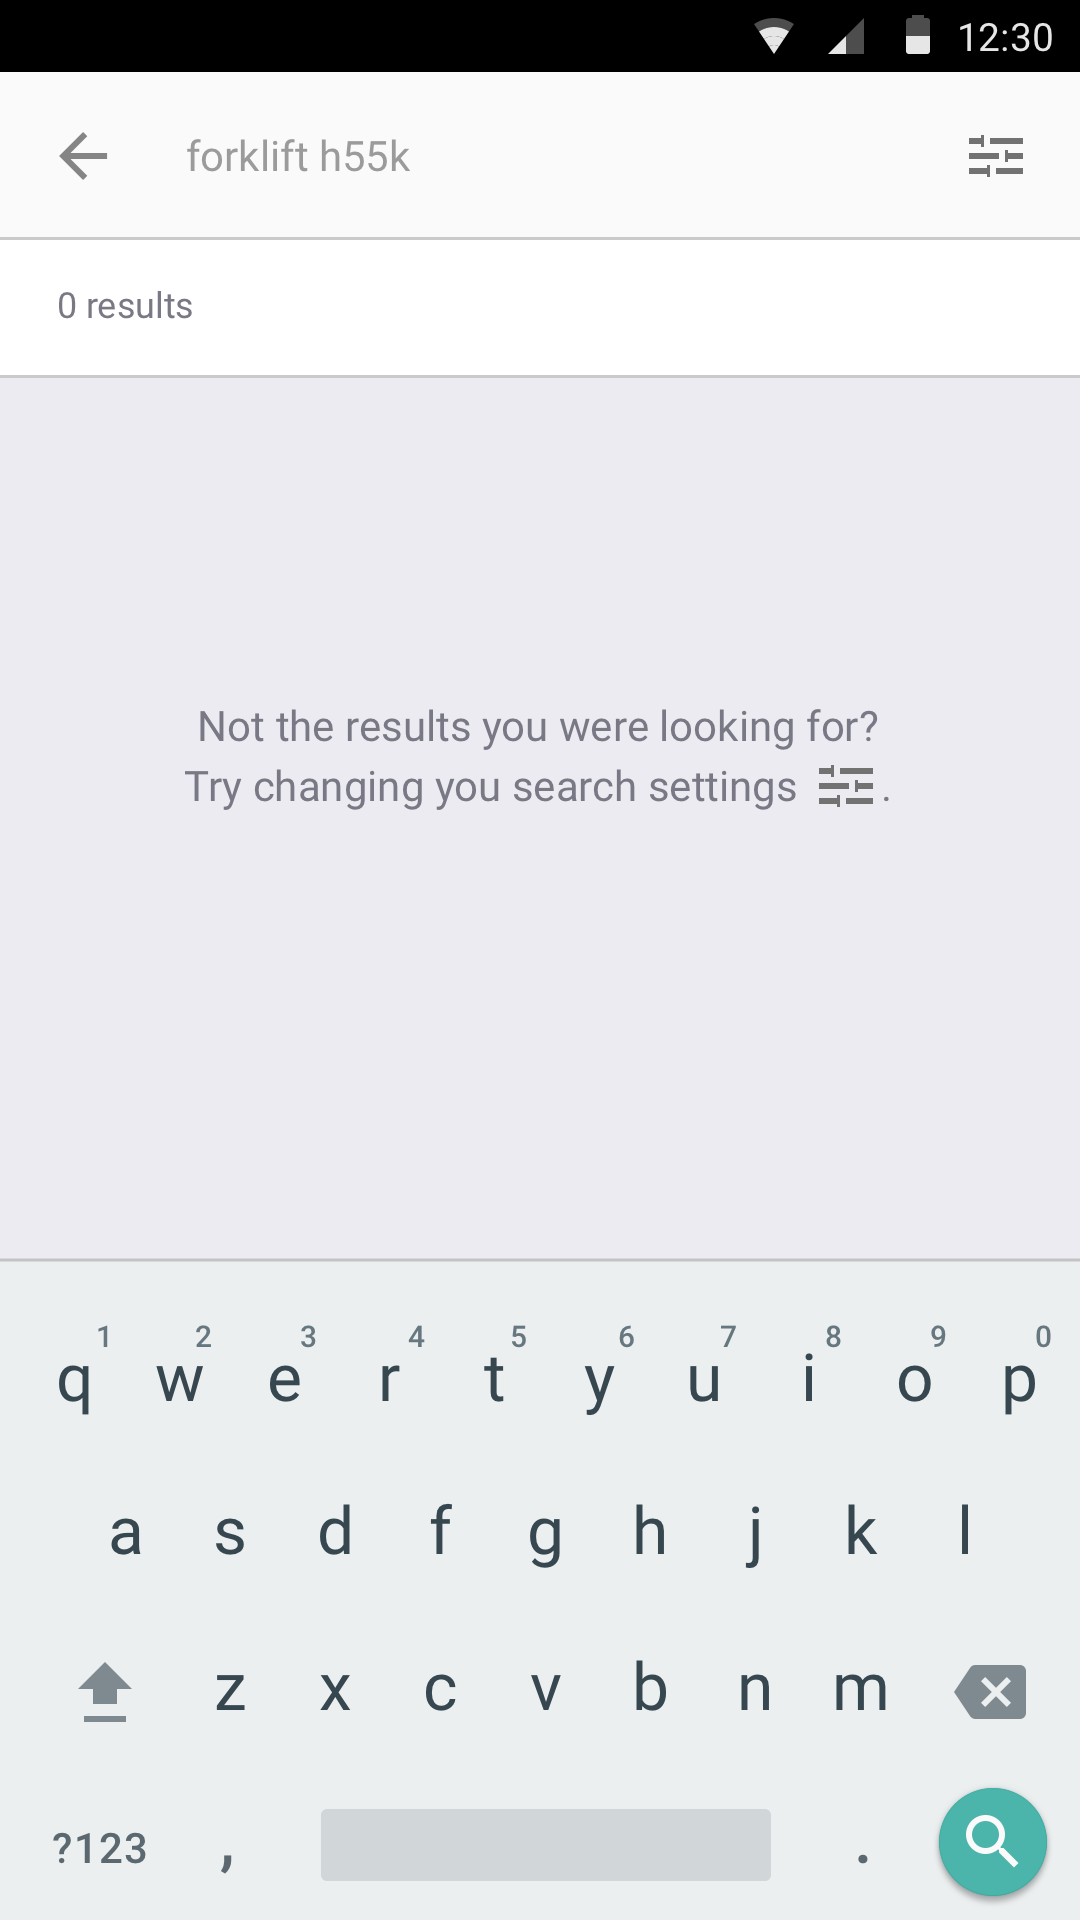 12:30
forklift h55k
0 results
Not the results you were looking for?
Try changing you search settings .
1 2 3 4 5 6 7 8 9 0
q w e r t y u i o p
a s d f g h j k l
z x c v b n m
?123 , .